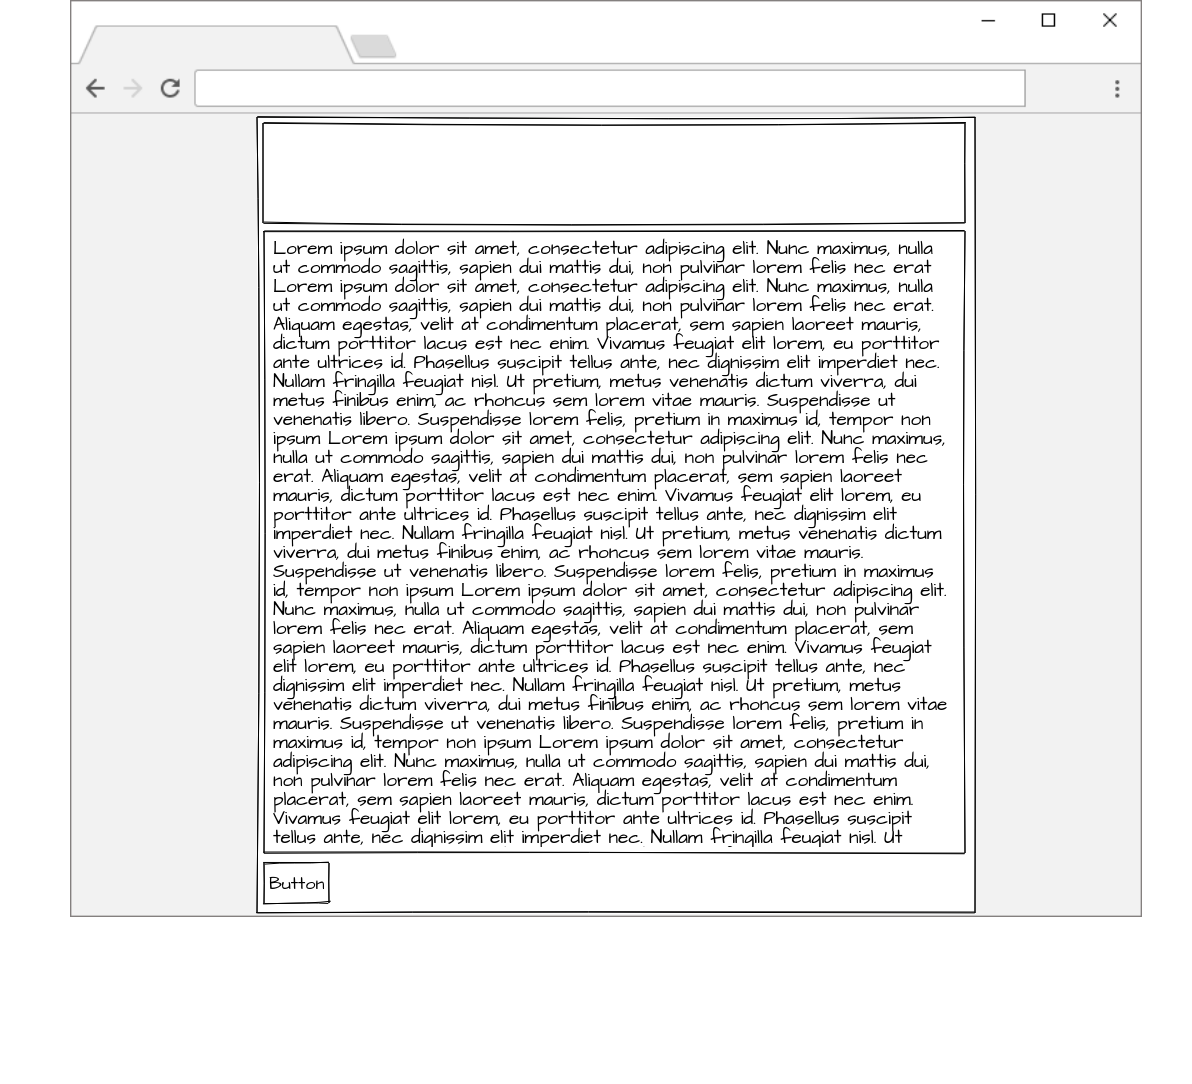 Lorem ipsum dolor sit amet, consectetur adipiscing elit. Nunc maximus, nulla
ut commodo sagittis, sapien dui mattis dui, non pulvinar lorem felis nec erat
Lorem ipsum dolor sit amet, consectetur adipiscing elit. Nunc maximus, nulla
ut commodo sagittis, sapien dui mattis dui, non pulvinar lorem felis nec erat.
Aliquam egestas, velit at condimentum placerat, sem sapien laoreet mauris,
dictum porttitor lacus est nec enim. Vivamus feugiat elit lorem, eu porttitor
ante ultrices id. Phasellus suscipit tellus ante, nec dignissim elit imperdiet nec.
Nullam fringilla feugiat nisl. Ut pretium, metus venenatis dictum viverra, dui
metus finibus enim, ac rhoncus sem lorem vitae mauris. Suspendisse ut
venenatis libero. Suspendisse lorem felis, pretium in maximus id, tempor non
ipsum Lorem ipsum dolor sit amet, consectetur adipiscing elit. Nunc maximus,
nulla ut commodo sagittis, sapien dui mattis dui, non pulvinar lorem felis nec
erat. Aliquam egestas, velit at condimentum placerat, sem sapien laoreet
mauris, dictum porttitor lacus est nec enim. Vivamus feugiat elit lorem, eu
porttitor ante ultrices id. Phasellus suscipit tellus ante, nec dignissim elit
imperdiet nec. Nullam fringilla feugiat nisl. Ut pretium, metus venenatis dictum
viverra, dui metus finibus enim, ac rhoncus sem lorem vitae mauris.
Suspendisse ut venenatis libero. Suspendisse lorem felis, pretium in maximus
id, tempor non ipsum Lorem ipsum dolor sit amet, consectetur adipiscing elit.
Nunc maximus, nulla ut commodo sagittis, sapien dui mattis dui, non pulvinar
lorem felis nec erat. Aliquam egestas, velit at condimentum placerat, sem
sapien laoreet mauris, dictum porttitor lacus est nec enim. Vivamus feugiat
elit lorem, eu porttitor ante ultrices id. Phasellus suscipit tellus ante, nec
dignissim elit imperdiet nec. Nullam fringilla feugiat nisl. Ut pretium, metus
venenatis dictum viverra, dui metus finibus enim, ac rhoncus sem lorem vitae
mauris. Suspendisse ut venenatis libero. Suspendisse lorem felis, pretium in
maximus id, tempor non ipsum Lorem ipsum dolor sit amet, consectetur
adipiscing elit. Nunc maximus, nulla ut commodo sagittis, sapien dui mattis dui,
non pulvinar lorem felis nec erat. Aliquam egestas, velit at condimentum
placerat, sem sapien laoreet mauris, dictum porttitor lacus est nec enim.
Vivamus feugiat elit lorem, eu porttitor ante ultrices id. Phasellus suscipit
tellus ante, nec dignissim elit imperdiet nec. Nullam fringilla feugiat nisl. Ut
Button